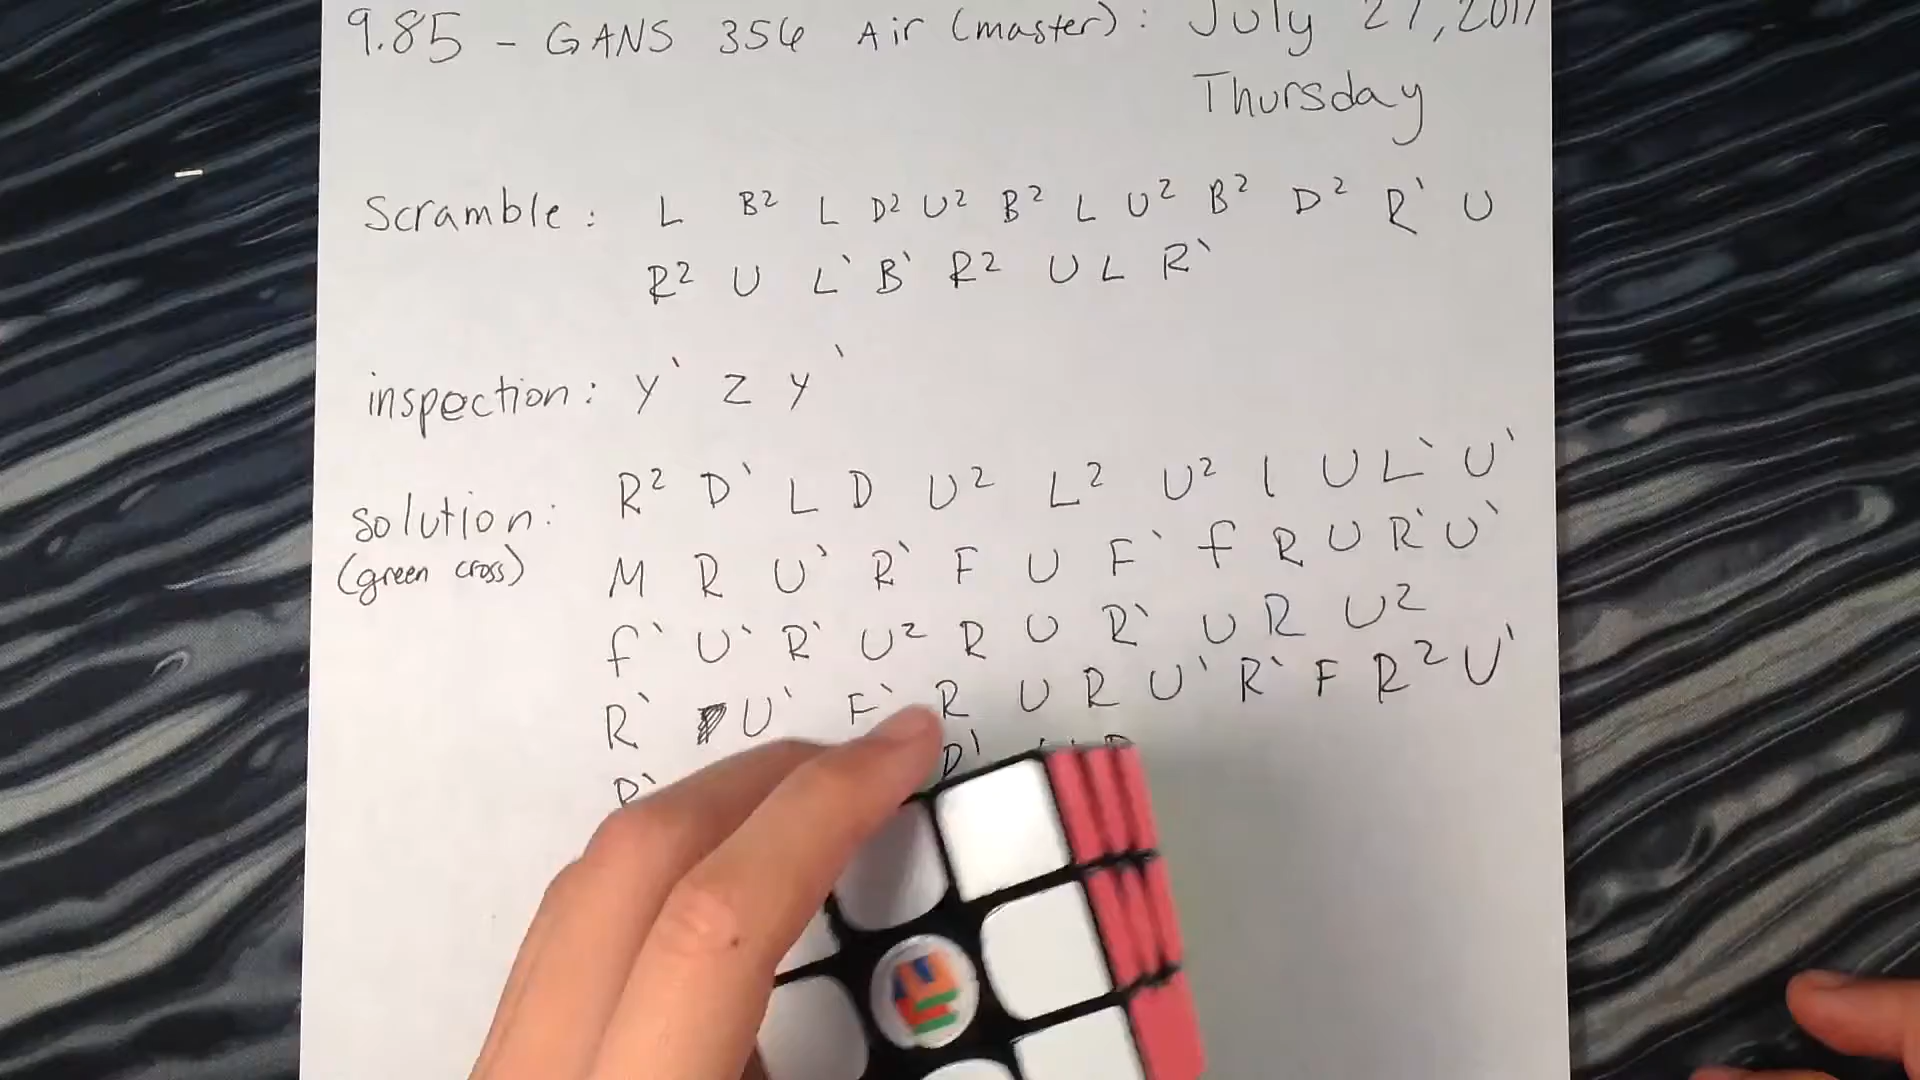 9.85 - GANS 356 Air (master): July 27, 2017
Thursday
Scramble: L B2 L D2 U2 B2 L U2 B2 D2 R` U
R2 U L` B` R2 U L R`
inspection: y` z y`
solution: R2 D` L D U2 L2 U2 l U L` U`
(green cross) M R U` R` F U F` f R U R` U`
f` U` R` U2 R U R` U R U2
R` U` F` R U R U` R` F R2 U`
R` R`